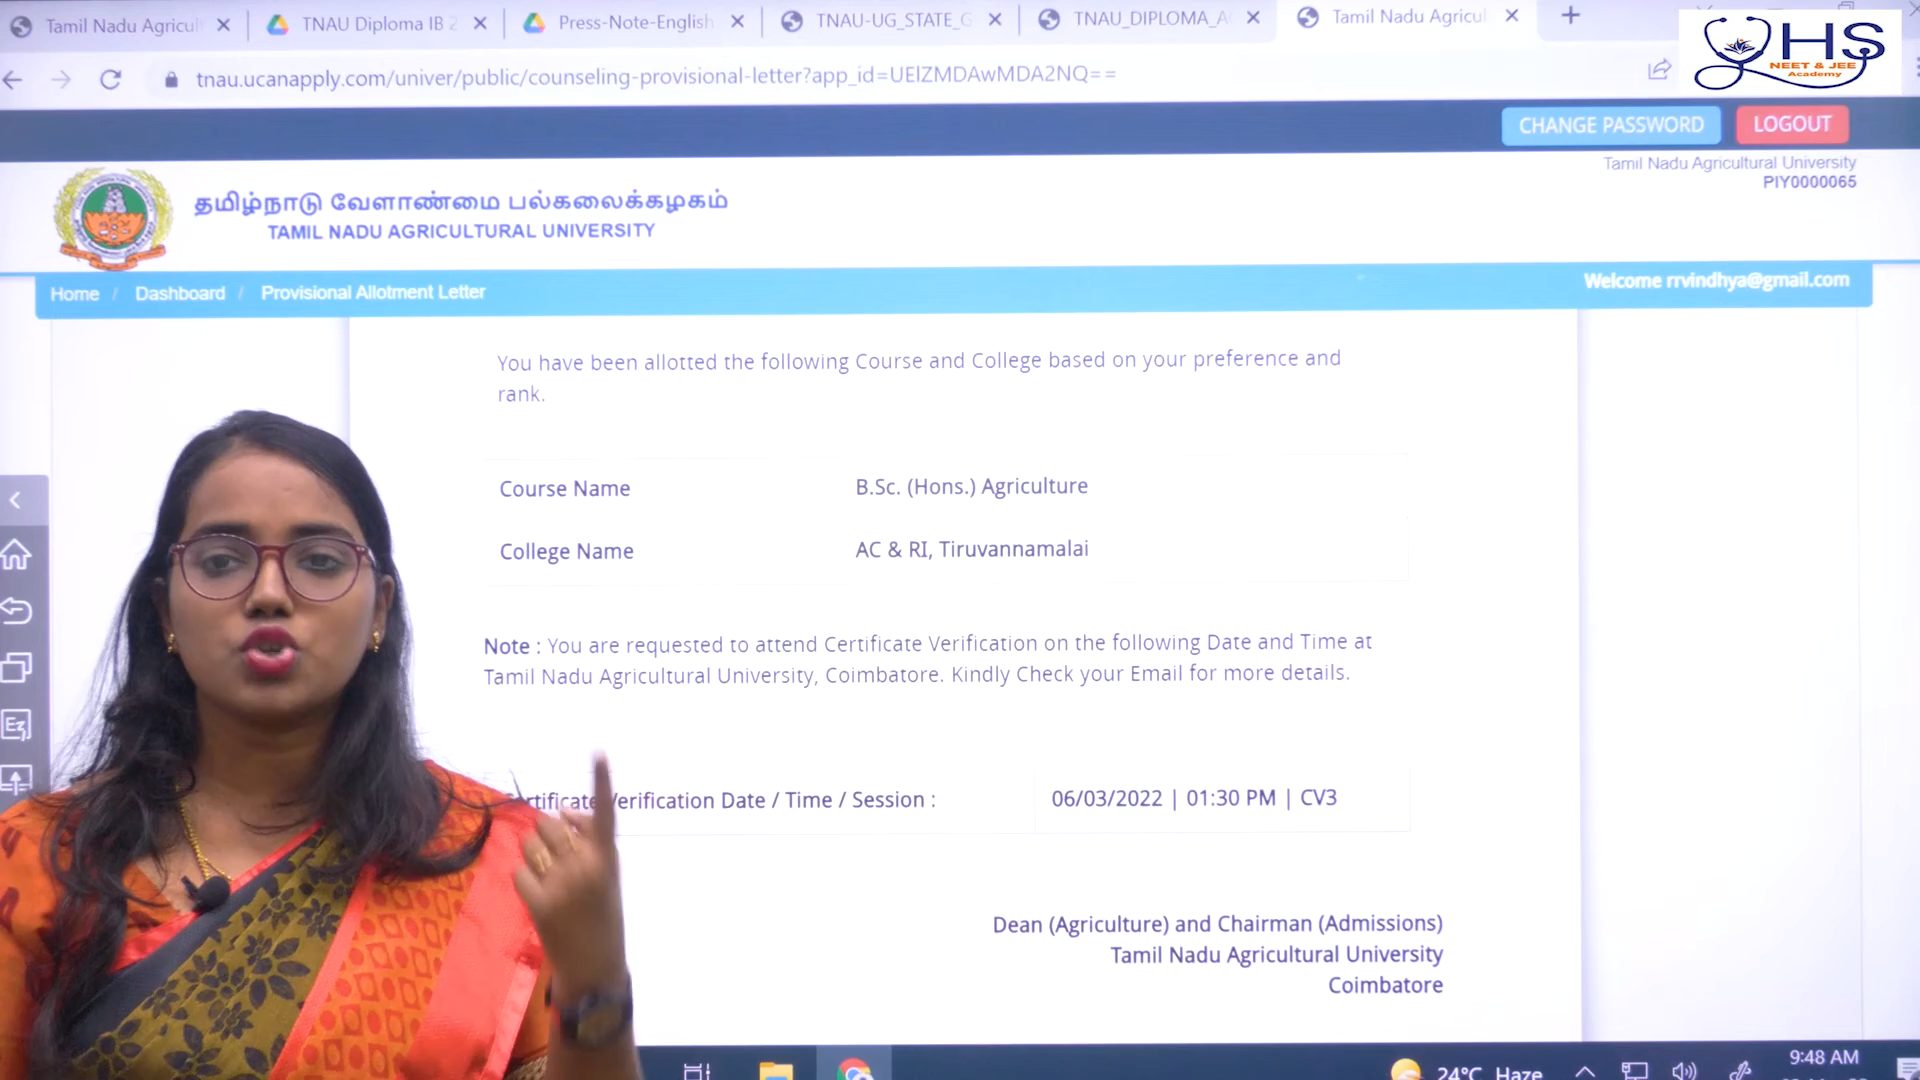 Tamil Nadu Agricul
TNAU Diploma IB 2
Press-Note-English
TNAU-UG_STATE_G
TNAU_DIPLOMA_A
Tamil Nadu Agricul
HS
NEET & JEE
Academy
tnau.ucanapply.com/univer/public/counseling-provisional-letter?app_id=UElZMDAwMDA2NQ==
CHANGE PASSWORD
LOGOUT
Tamil Nadu Agricultural University
PIY0000065
தமிழ்நாடு வேளாண்மை பல்கலைக்கழகம்
TAMIL NADU AGRICULTURAL UNIVERSITY
Home / Dashboard / Provisional Allotment Letter
Welcome rrvindhya@gmail.com
You have been allotted the following Course and College based on your preference and
rank.
Course Name B.Sc. (Hons.) Agriculture
College Name AC & RI, Tiruvannamalai
Note : You are requested to attend Certificate Verification on the following Date and Time at
Tamil Nadu Agricultural University, Coimbatore. Kindly Check your Email for more details.
Certificate Verification Date / Time / Session : 06/03/2022 | 01:30 PM | CV3
Dean (Agriculture) and Chairman (Admissions)
Tamil Nadu Agricultural University
Coimbatore
24°C Haze
9:48 AM